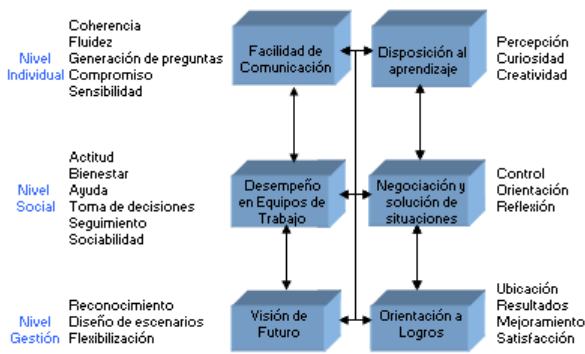 Nivel
Individual
Coherencia
Fluidez
Generación de preguntas
Compromiso
Sensibilidad
Facilidad de
Comunicación
Disposición al
aprendizaje
Percepción
Curiosidad
Creatividad
Nivel
Social
Actitud
Bienestar
Ayuda
Toma de decisiones
Seguimiento
Sociabilidad
Desempeño
en Equipos de
Trabajo
Negociación y
solución de
situaciones
Control
Orientación
Reflexión
Nivel
Gestión
Reconocimiento
Diseño de escenarios
Flexibilización
Visión de
Futuro
Orientación a
Logros
Ubicación
Resultados
Mejoramiento
Satisfacción